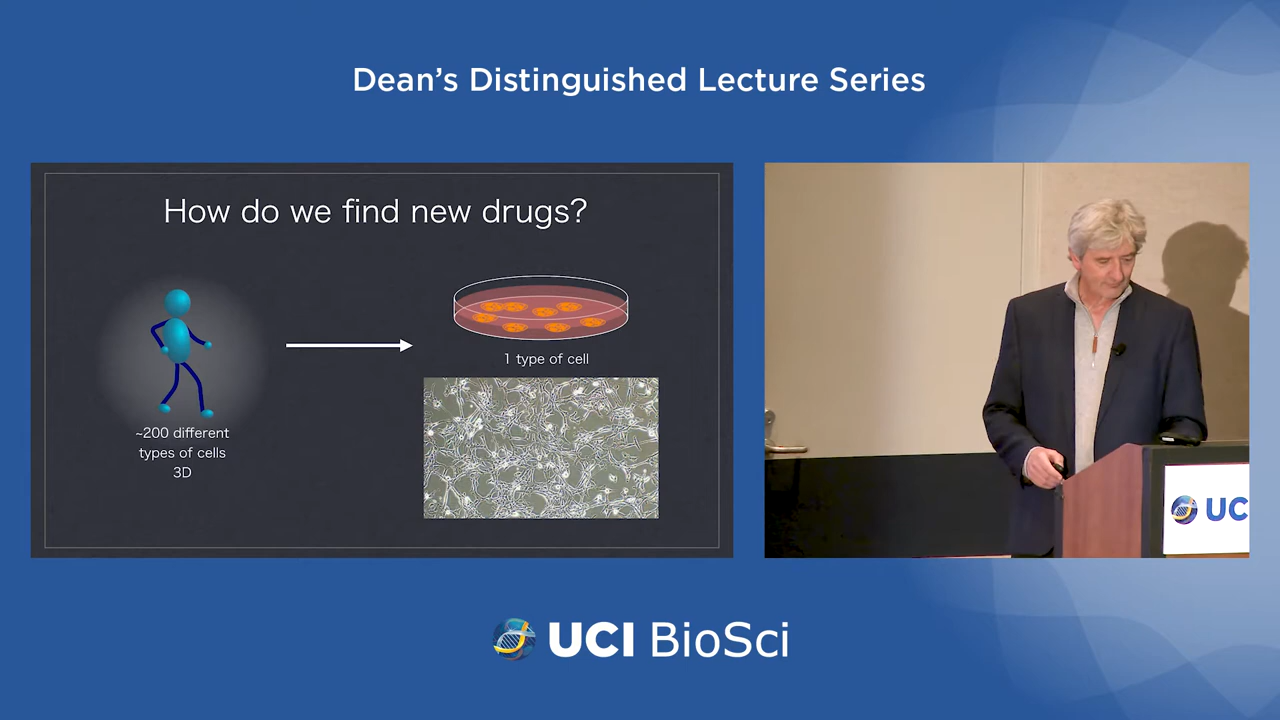 Dean’s Distinguished Lecture Series
How do we find new drugs?
1 type of cell
~200 different
types of cells
3D
UC
UCI BioSci